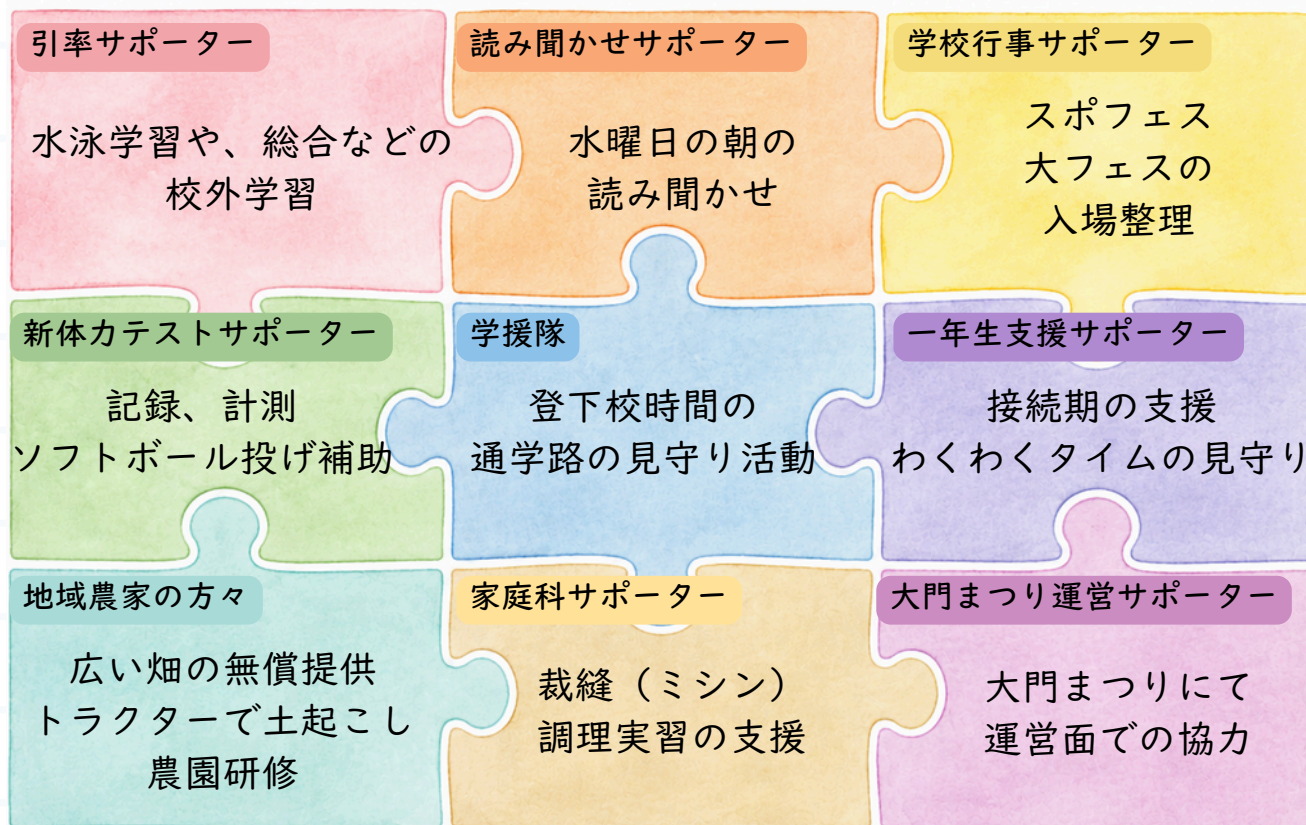 引率サポーター
水泳学習や、総合などの
校外学習
読み聞かせサポーター
水曜日の朝の
読み聞かせ
学校行事サポーター
スポフェス
大フェスの
入場整理
新体力テストサポーター
記録、計測
ソフトボール投げ補助
学援隊
登下校時間の
通学路の見守り活動
一年生支援サポーター
接続期の支援
わくわくタイムの見守り
地域農家の方々
広い畑の無償提供
トラクターで土起こし
農園研修
家庭科サポーター
裁縫（ミシン）
調理実習の支援
大門まつり運営サポーター
大門まつりにて
運営面での協力